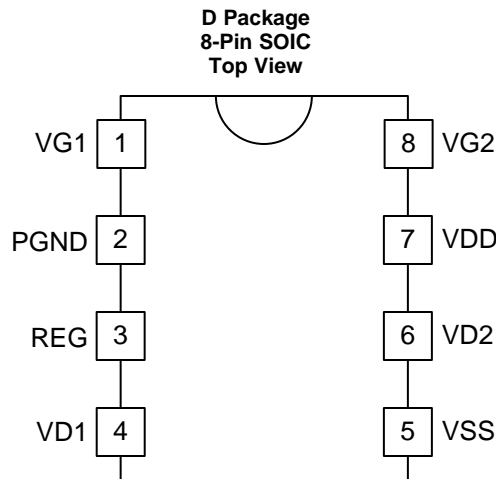 D Package
8-Pin SOIC
Top View
VG1 1 8 VG2
PGND 2 7 VDD
REG 3 6 VD2
VD1 4 5 VSS